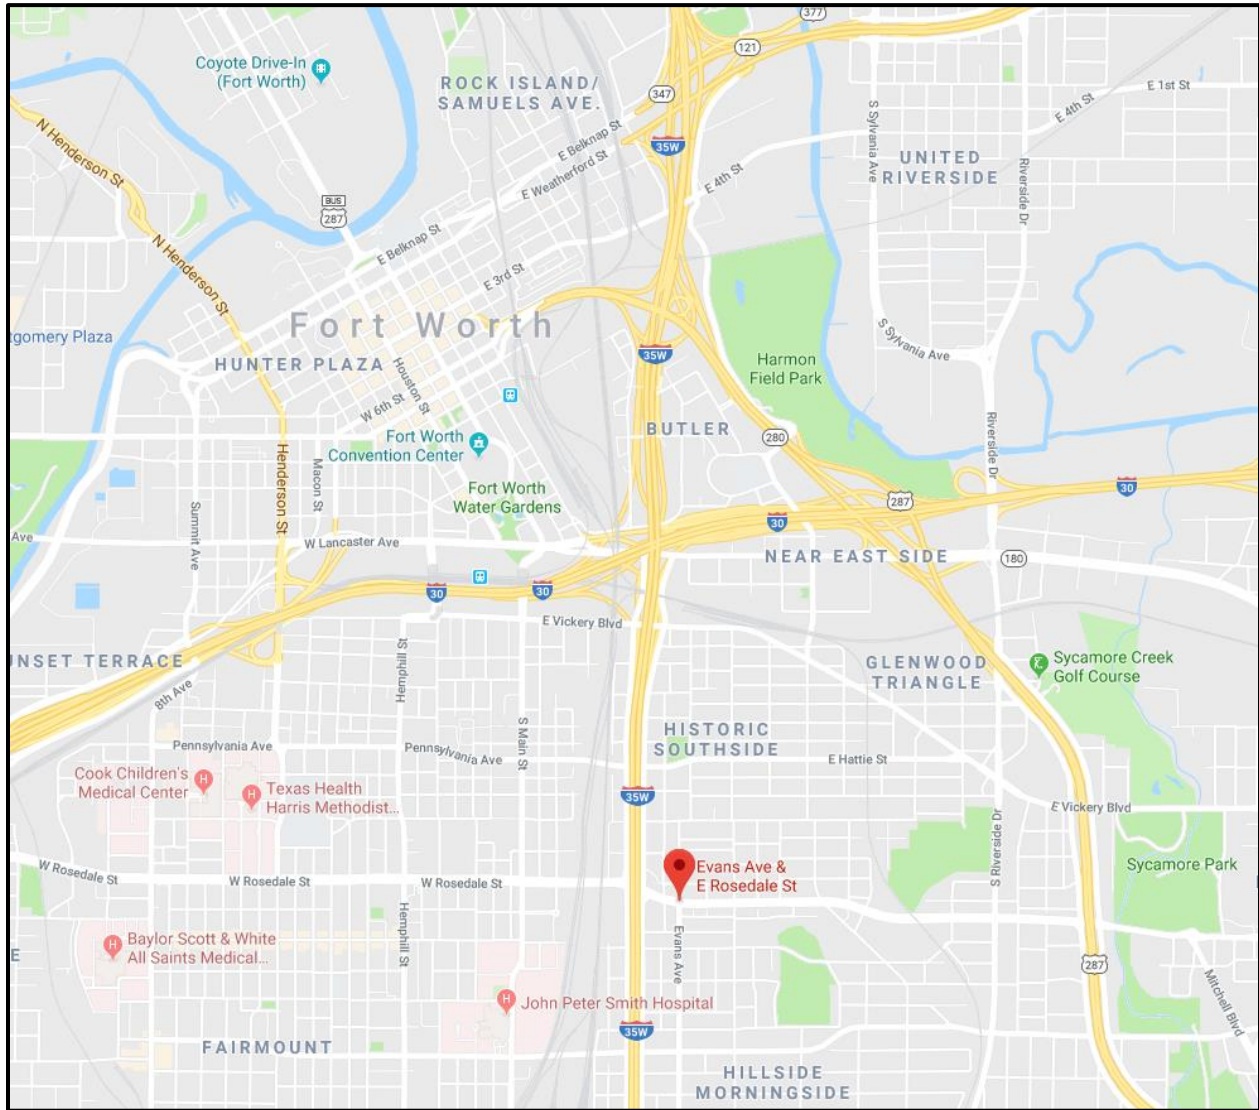 377
121
Coyote Drive-In
(Fort Worth)
ROCK ISLAND/
SAMUELS AVE.
347
E 1st St
E 4th St
S Sylvania Ave
N Henderson St
E Belknap St
35W
UNITED
RIVERSIDE
E Weatherford St
E 4th St
Riverside Dr
BUS
287
N Henderson St
E Belknap St
E 3rd St
Fort Worth
tgomery Plaza
S Sylvania Ave
35W
HUNTER PLAZA
Houston St
Harmon
Field Park
W 6th St
BUTLER
Riverside Dr
280
Fort Worth
Convention Center
Henderson St
Macon St
Fort Worth
Water Gardens
287
30
Summit Ave
30
Ave
W Lancaster Ave
NEAR EAST SIDE
180
30
30
E Vickery Blvd
UNSET TERRACE
Hemphill St
GLENWOOD
TRIANGLE
Sycamore Creek
Golf Course
8th Ave
S Main St
HISTORIC
SOUTHSIDE
Pennsylvania Ave
Pennsylvania Ave
E Hattie St
Cook Children's
Medical Center
H
H
Texas Health
Harris Methodist...
35W
E Vickery Blvd
S Riverside Dr
W Rosedale St
W Rosedale St
W Rosedale St
Evans Ave &
E Rosedale St
Sycamore Park
Hemphill St
Evans Ave
E
H
Baylor Scott & White
All Saints Medical...
287
Mitchell Blvd
H
John Peter Smith Hospital
35W
FAIRMOUNT
HILLSIDE
MORNINGSIDE